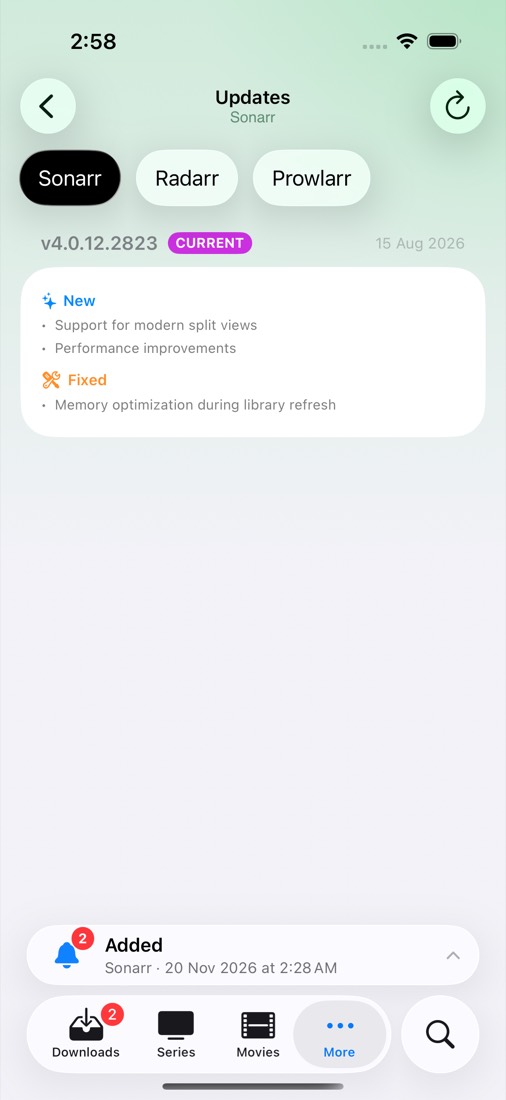 2:58
Updates
Sonarr
Sonarr Radarr Prowlarr
v4.0.12.2823 CURRENT 15 Aug 2026
New
• Support for modern split views
• Performance improvements
Fixed
• Memory optimization during library refresh
2
Added
Sonarr · 20 Nov 2026 at 2:28 AM
2
Downloads Series Movies More